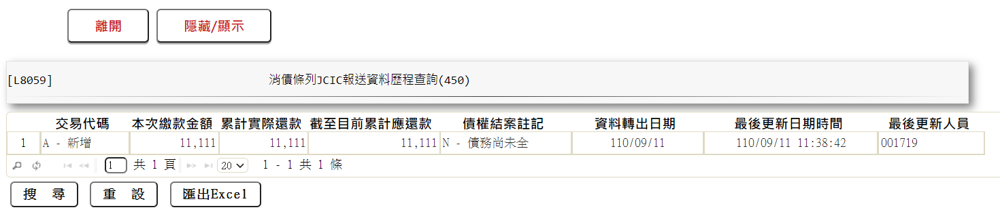 離開 隱藏/顯示
[L8059] 消債條列JCIC報送資料歷程查詢(450)
交易代碼 本次繳款金額 累計實際還款 截至目前累計應還款 債權結案註記 資料轉出日期 最後更新日期時間 最後更新人員
1 A - 新增 11,111 11,111 11,111 N - 債務尚未全 110/09/11 110/09/11 11:38:42 001719
1 共 1 頁 20 1 - 1 共 1 條
搜 尋 重 設 匯出Excel